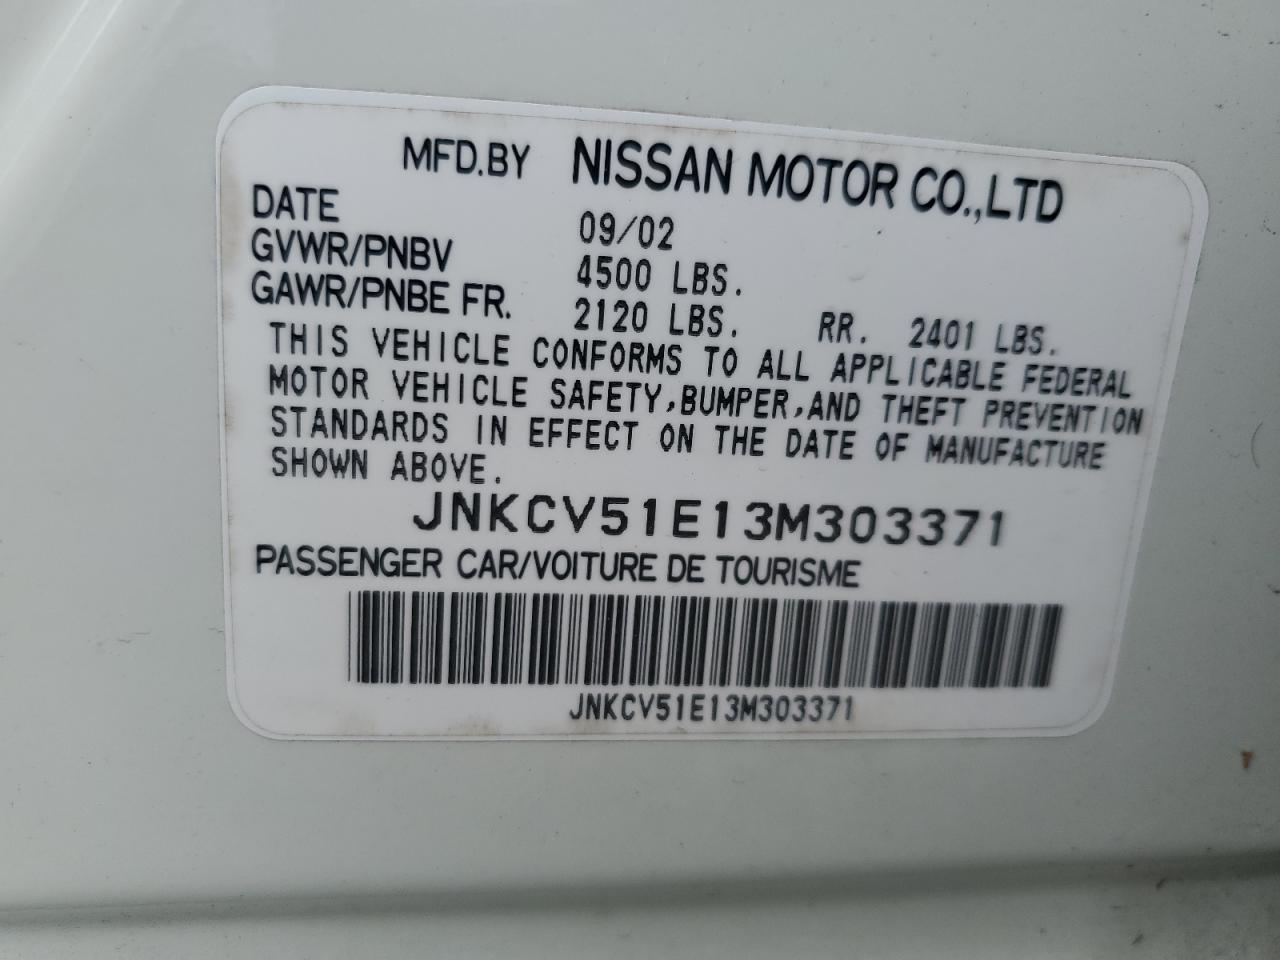 MFD.BY NISSAN MOTOR CO.,LTD
DATE 09/02
GVWR/PNBV 4500 LBS.
GAWR/PNBE FR. 2120 LBS. RR. 2401 LBS.
THIS VEHICLE CONFORMS TO ALL APPLICABLE FEDERAL
MOTOR VEHICLE SAFETY,BUMPER,AND THEFT PREVENTION
STANDARDS IN EFFECT ON THE DATE OF MANUFACTURE
SHOWN ABOVE.
JNKCV51E13M303371
PASSENGER CAR/VOITURE DE TOURISME
JNKCV51E13M303371